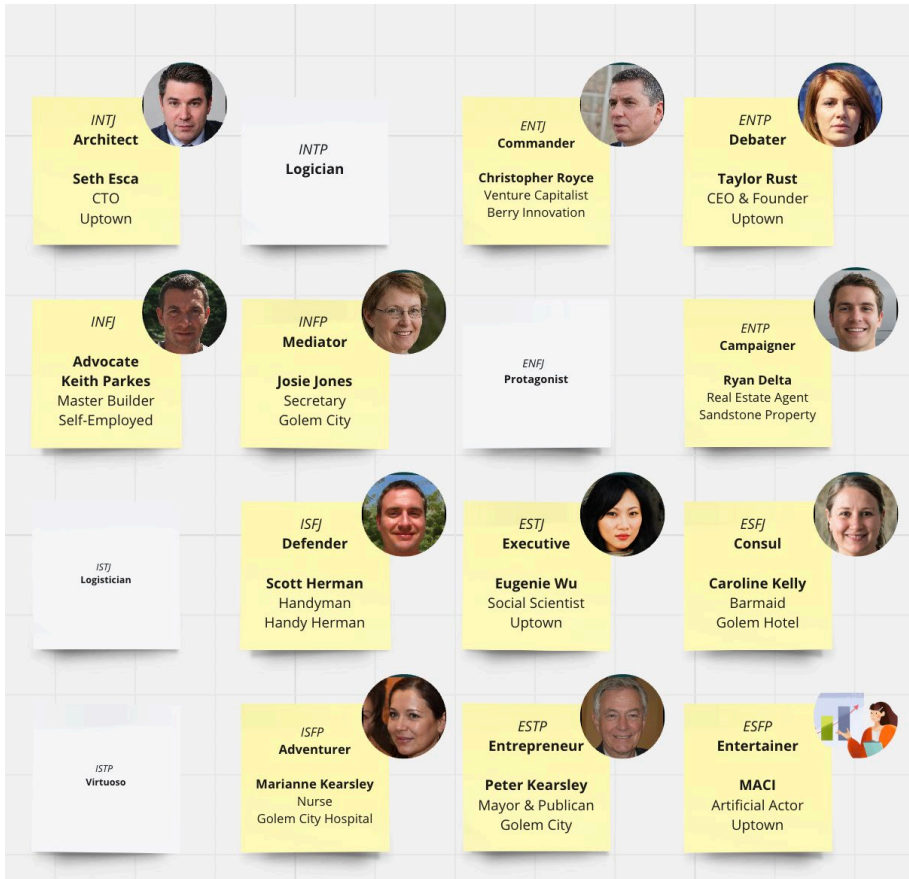 INTJ
Architect
Seth Esca
CTO
Uptown
INTP
Logician
ENTJ
Commander
Christopher Royce
Venture Capitalist
Berry Innovation
ENTP
Debater
Taylor Rust
CEO & Founder
Uptown
INFJ
Advocate
Keith Parkes
Master Builder
Self-Employed
INFP
Mediator
Josie Jones
Secretary
Golem City
ENFJ
Protagonist
ENTP
Campaigner
Ryan Delta
Real Estate Agent
Sandstone Property
ISTJ
Logistician
ISFJ
Defender
Scott Herman
Handyman
Handy Herman
ESTJ
Executive
Eugenie Wu
Social Scientist
Uptown
ESFJ
Consul
Caroline Kelly
Barmaid
Golem Hotel
ISTP
Virtuoso
ISFP
Adventurer
Marianne Kearsley
Nurse
Golem City Hospital
ESTP
Entrepreneur
Peter Kearsley
Mayor & Publican
Golem City
ESFP
Entertainer
MACI
Artificial Actor
Uptown